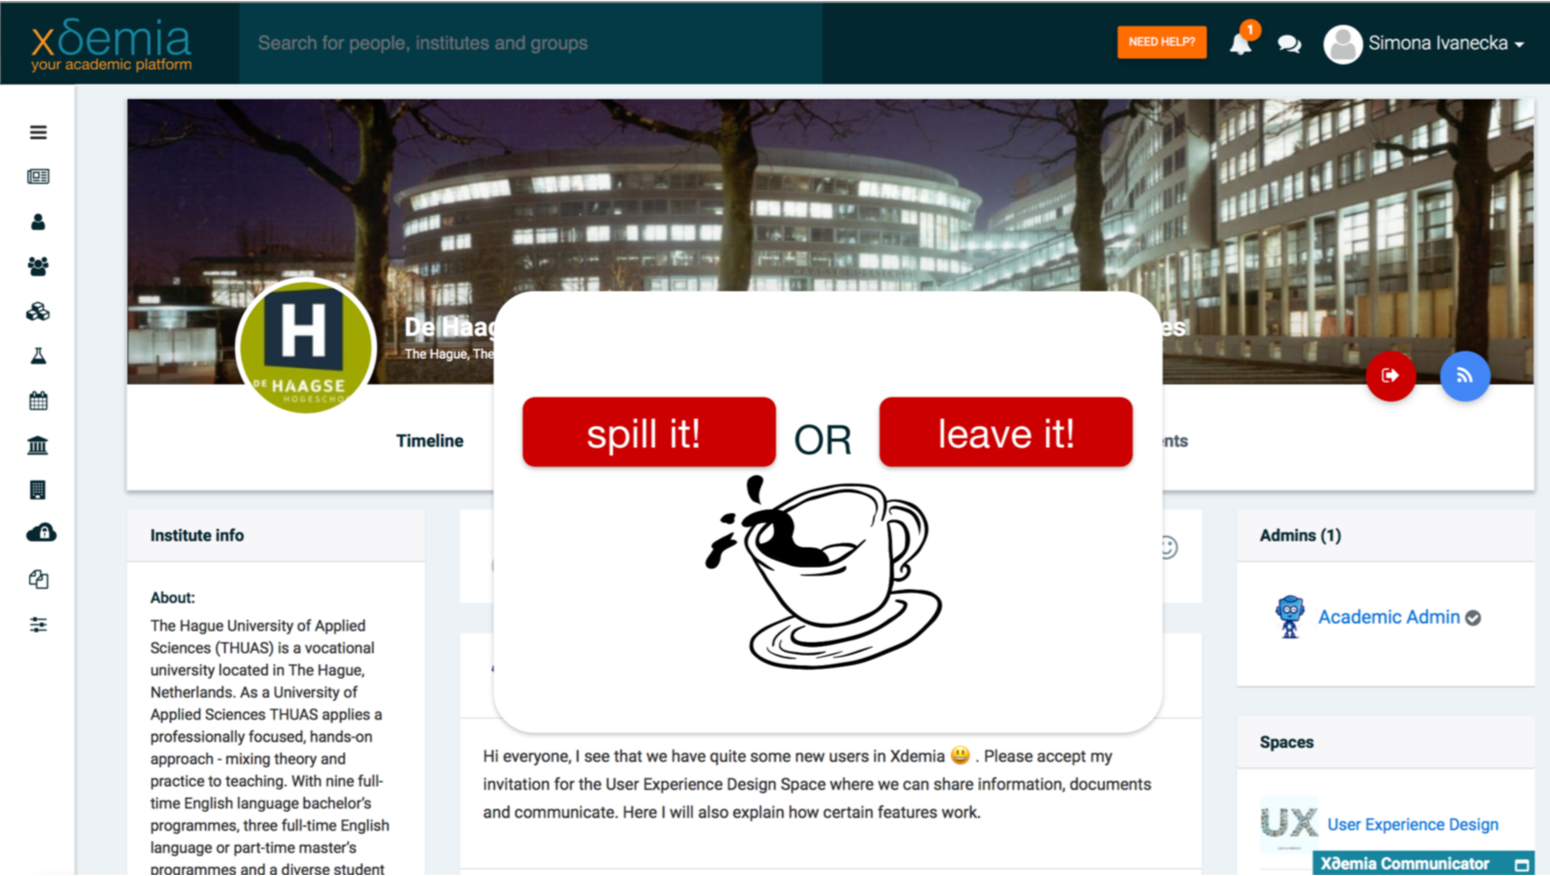 xδemia
your academic platform
Search for people, institutes and groups
NEED HELP?
1
Simona Ivanecka
De Haag
es
The Hague, The
H
DE HAAGSE
HOGESCHO
Timeline
ents
spill it!
OR
leave it!
Institute info
About:
The Hague University of Applied
Sciences (THUAS) is a vocational
university located in The Hague,
Netherlands. As a University of
Applied Sciences THUAS applies a
professionally focused, hands-on
approach - mixing theory and
practice to teaching. With nine full-
time English language bachelor's
programmes, three full-time English
language or part-time master's
programmes and a diverse student
Hi everyone, I see that we have quite some new users in Xdemia 😃 . Please accept my
invitation for the User Experience Design Space where we can share information, documents
and communicate. Here I will also explain how certain features work.
Admins (1)
Academic Admin
Spaces
UX
User Experience Design
Xδemia Communicator